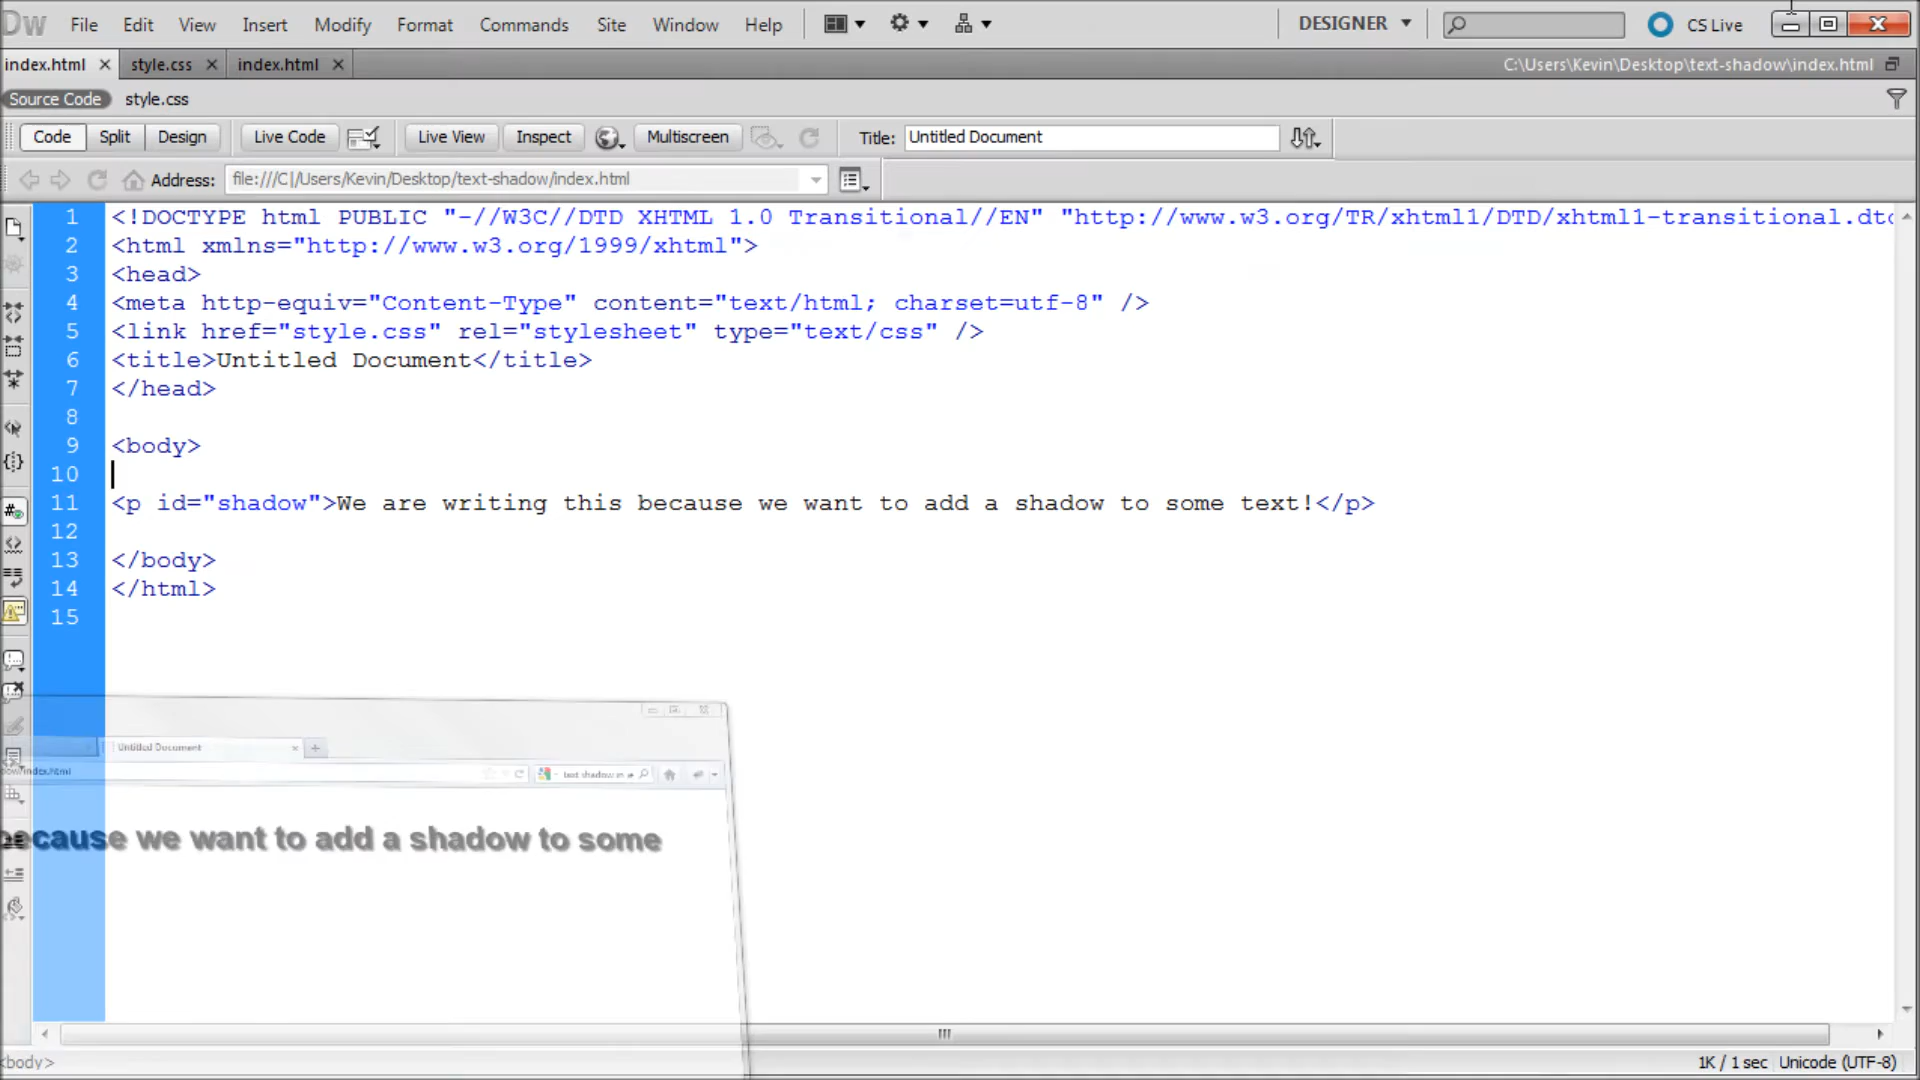 Dw File Edit View Insert Modify Format Commands Site Window Help DESIGNER CS Live
index.html style.css index.html C:\Users\Kevin\Desktop\text-shadow\index.html
Source Code style.css
Code Split Design Live Code Live View Inspect Multiscreen Title: Untitled Document
Address: file:///C|/Users/Kevin/Desktop/text-shadow/index.html
1 <!DOCTYPE html PUBLIC "-//W3C//DTD XHTML 1.0 Transitional//EN" "http://www.w3.org/TR/xhtml1/DTD/xhtml1-transitional.dtd
2 <html xmlns="http://www.w3.org/1999/xhtml">
3 <head>
4 <meta http-equiv="Content-Type" content="text/html; charset=utf-8" />
5 <link href="style.css" rel="stylesheet" type="text/css" />
6 <title>Untitled Document</title>
7 </head>
8
9 <body>
10
11 <p id="shadow">We are writing this because we want to add a shadow to some text!</p>
12
13 </body>
14 </html>
15
Untitled Document
ow/index.html text shadow in
because we want to add a shadow to some
<body> 1K / 1 sec Unicode (UTF-8)